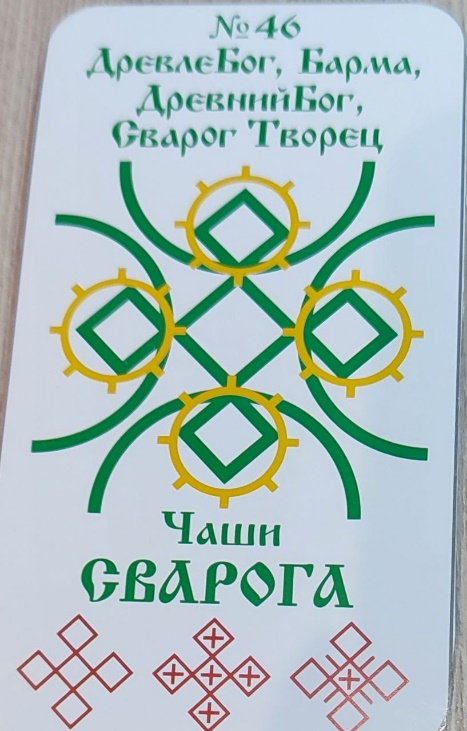 №46
ДревлеБог, Барма,
ДревнийБог,
Сварог Творец
Чаши
СВАРОГА